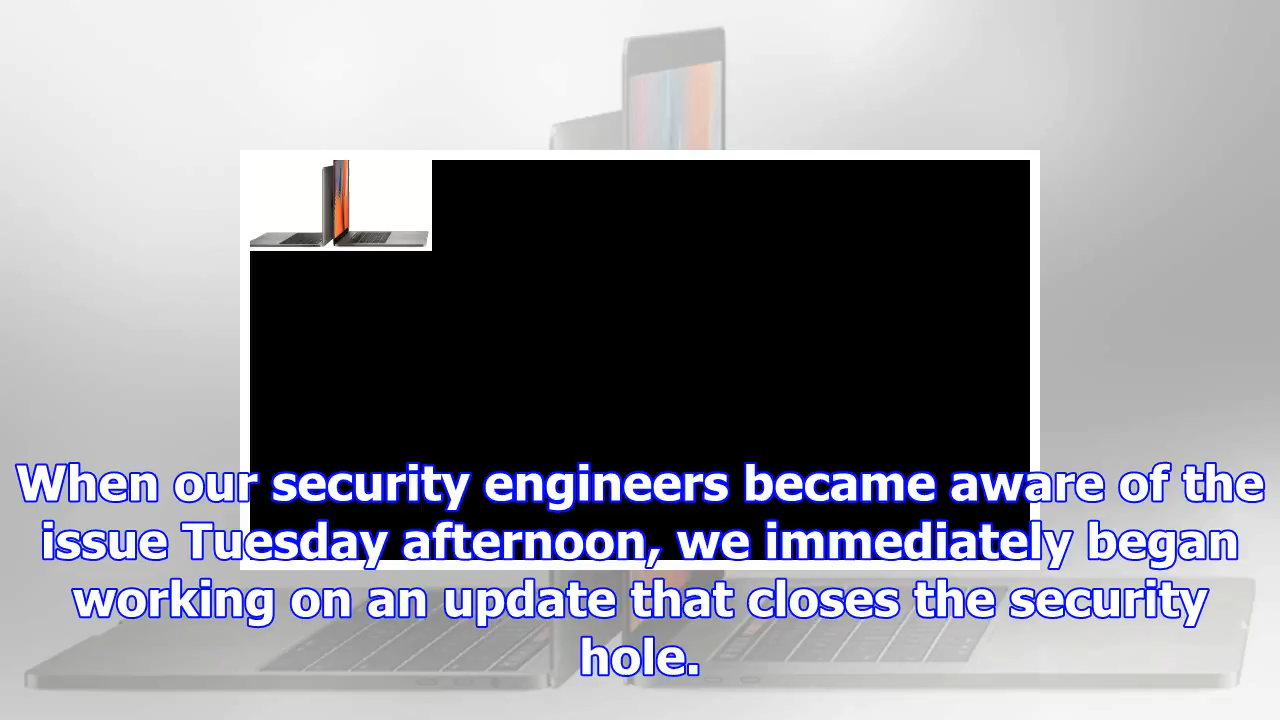 When our security engineers became aware of the
issue Tuesday afternoon, we immediately began
working on an update that closes the security
hole.